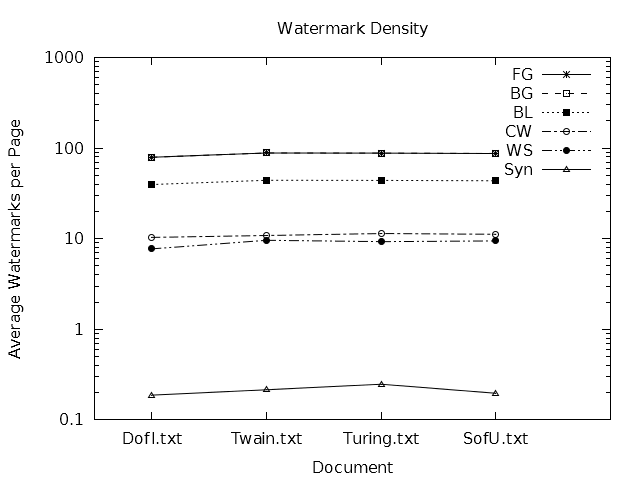 Watermark Density
1000
100
10
1
0.1
Average Watermarks per Page
FG
BG
BL
CW
WS
Syn
DofI.txt
Twain.txt
Turing.txt
SofU.txt
Document